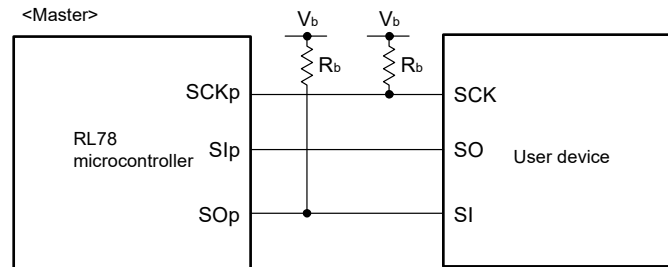 <Master>
Vb
Vb
Rb
Rb
SCKp
SCK
RL78
microcontroller
SIp
SO
User device
SOp
SI